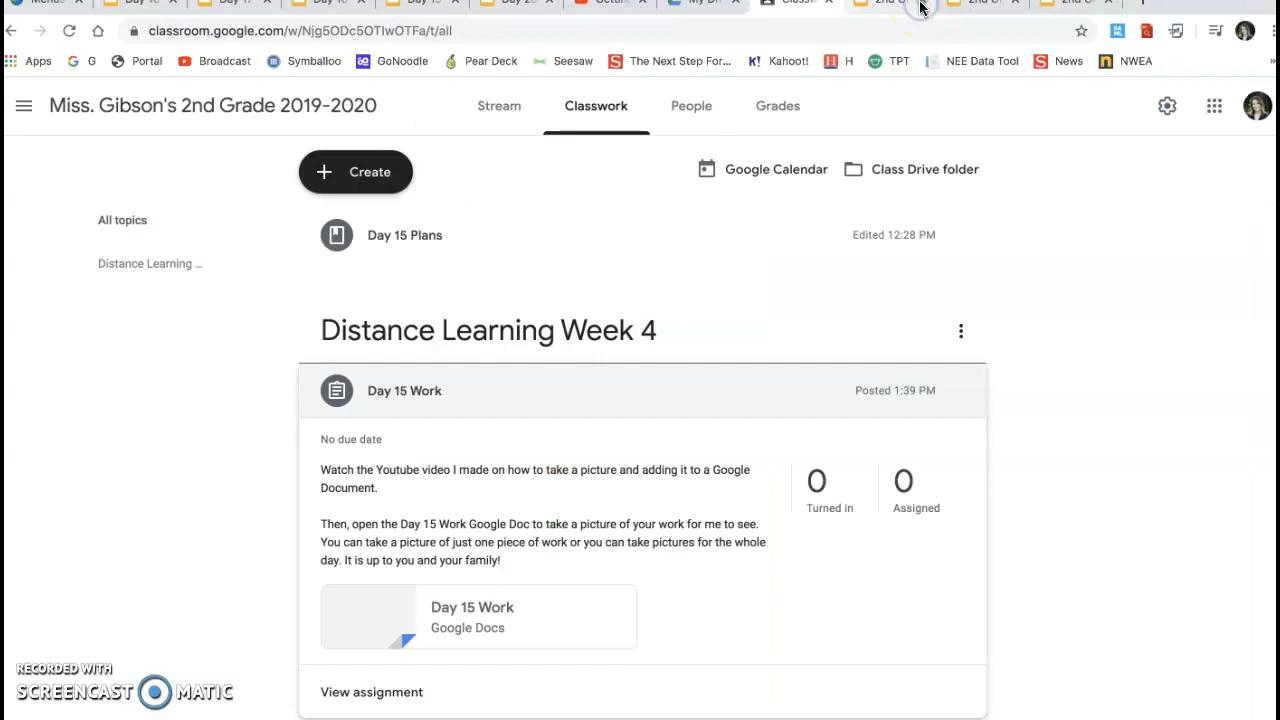 classroom.google.com/w/Njg5ODc5OTIwOTFa/t/all
Apps G Portal Broadcast Symballoo GoNoodle Pear Deck Seesaw The Next Step For... Kahoot! H TPT NEE Data Tool News NWEA »
Miss. Gibson's 2nd Grade 2019-2020
Stream Classwork People Grades
Create
Google Calendar Class Drive folder
All topics
Distance Learning ...
Day 15 Plans Edited 12:28 PM
Distance Learning Week 4
Day 15 Work Posted 1:39 PM
No due date
Watch the Youtube video I made on how to take a picture and adding it to a Google
Document.
Then, open the Day 15 Work Google Doc to take a picture of your work for me to see.
You can take a picture of just one piece of work or you can take pictures for the whole
day. It is up to you and your family!
0 0
Turned in Assigned
Day 15 Work
Google Docs
View assignment
RECORDED WITH
SCREENCAST MATIC